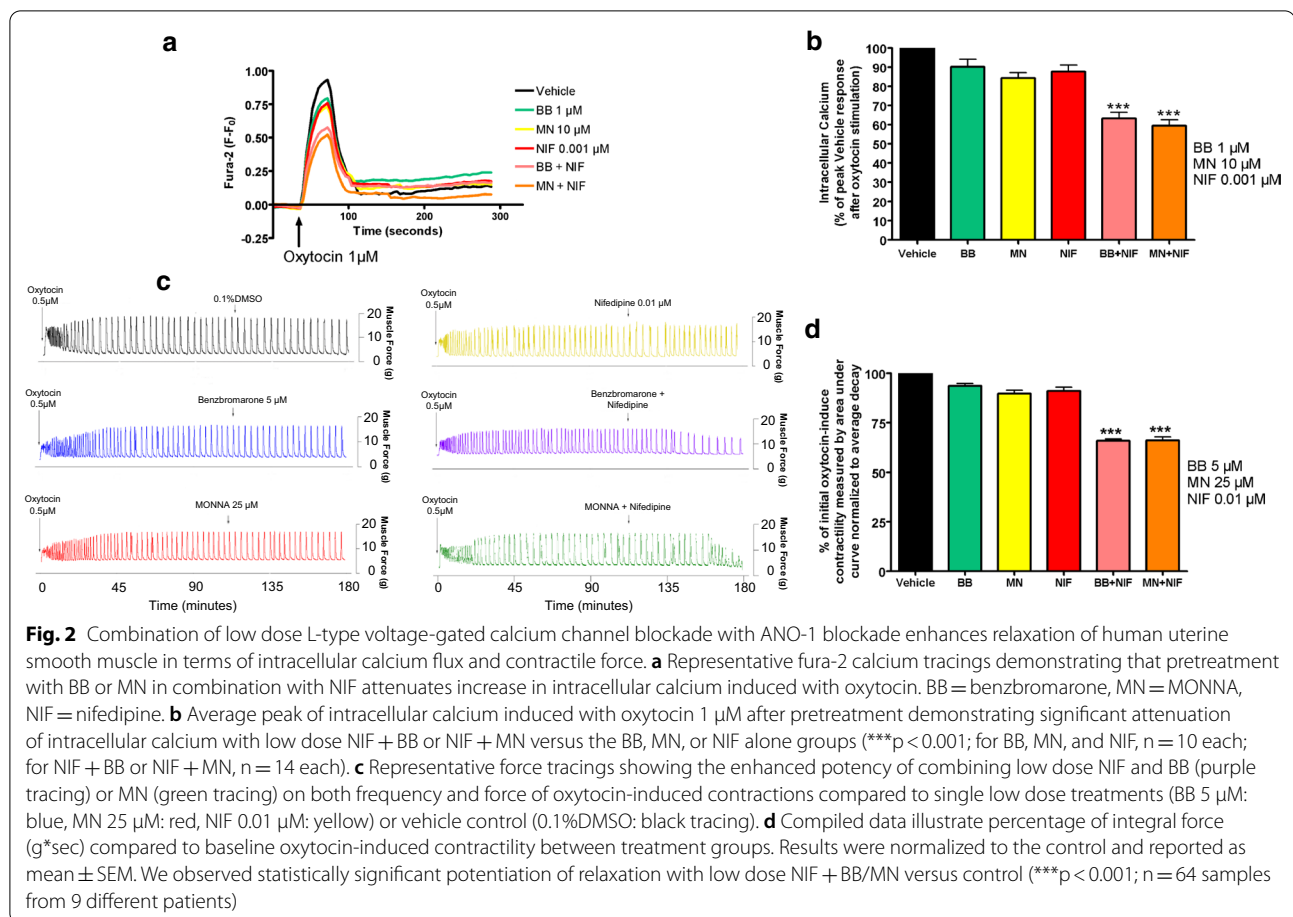 a
1.00
0.75
0.50
0.25
0.00
-0.25
Fura-2 (F-F0)
100
200
300
Time (seconds)
Oxytocin 1µM
Vehicle
BB 1 µM
MN 10 µM
NIF 0.001 µM
BB + NIF
MN + NIF
b
Intracellular Calcium
(% of peak Vehicle response
after oxytocin stimulation)
100
90
80
70
60
50
40
30
20
10
0
***
***
Vehicle BB MN NIF BB+NIF MN+NIF
BB 1 µM
MN 10 µM
NIF 0.001 µM
c
Oxytocin
0.5µM
0.1%DMSO
20
10
0
Muscle Force (g)
Oxytocin
0.5µM
Nifedipine 0.01 µM
20
10
0
Muscle Force (g)
Oxytocin
0.5µM
Benzbromarone 5 µM
20
10
0
Muscle Force (g)
Oxytocin
0.5µM
Benzbromarone +
Nifedipine
20
10
0
Muscle Force (g)
Oxytocin
0.5µM
MONNA 25 µM
20
10
0
Muscle Force (g)
0 45 90 135 180
Time (minutes)
Oxytocin
0.5µM
MONNA + Nifedipine
20
10
0
Muscle Force (g)
0 45 90 135 180
Time (minutes)
d
% of initial oxytocin-induce
contractility measured by area under
curve normalized to average decay
100
75
50
25
0
***
***
Vehicle BB MN NIF BB+NIF MN+NIF
BB 5 µM
MN 25 µM
NIF 0.01 µM
Fig. 2 Combination of low dose L-type voltage-gated calcium channel blockade with ANO-1 blockade enhances relaxation of human uterine
smooth muscle in terms of intracellular calcium flux and contractile force. a Representative fura-2 calcium tracings demonstrating that pretreatment
with BB or MN in combination with NIF attenuates increase in intracellular calcium induced with oxytocin. BB = benzbromarone, MN = MONNA,
NIF = nifedipine. b Average peak of intracellular calcium induced with oxytocin 1 µM after pretreatment demonstrating significant attenuation
of intracellular calcium with low dose NIF + BB or NIF + MN versus the BB, MN, or NIF alone groups (***p < 0.001; for BB, MN, and NIF, n = 10 each;
for NIF + BB or NIF + MN, n = 14 each). c Representative force tracings showing the enhanced potency of combining low dose NIF and BB (purple
tracing) or MN (green tracing) on both frequency and force of oxytocin-induced contractions compared to single low dose treatments (BB 5 µM:
blue, MN 25 µM: red, NIF 0.01 µM: yellow) or vehicle control (0.1%DMSO: black tracing). d Compiled data illustrate percentage of integral force
(g*sec) compared to baseline oxytocin-induced contractility between treatment groups. Results were normalized to the control and reported as
mean ± SEM. We observed statistically significant potentiation of relaxation with low dose NIF + BB/MN versus control (***p < 0.001; n = 64 samples
from 9 different patients)